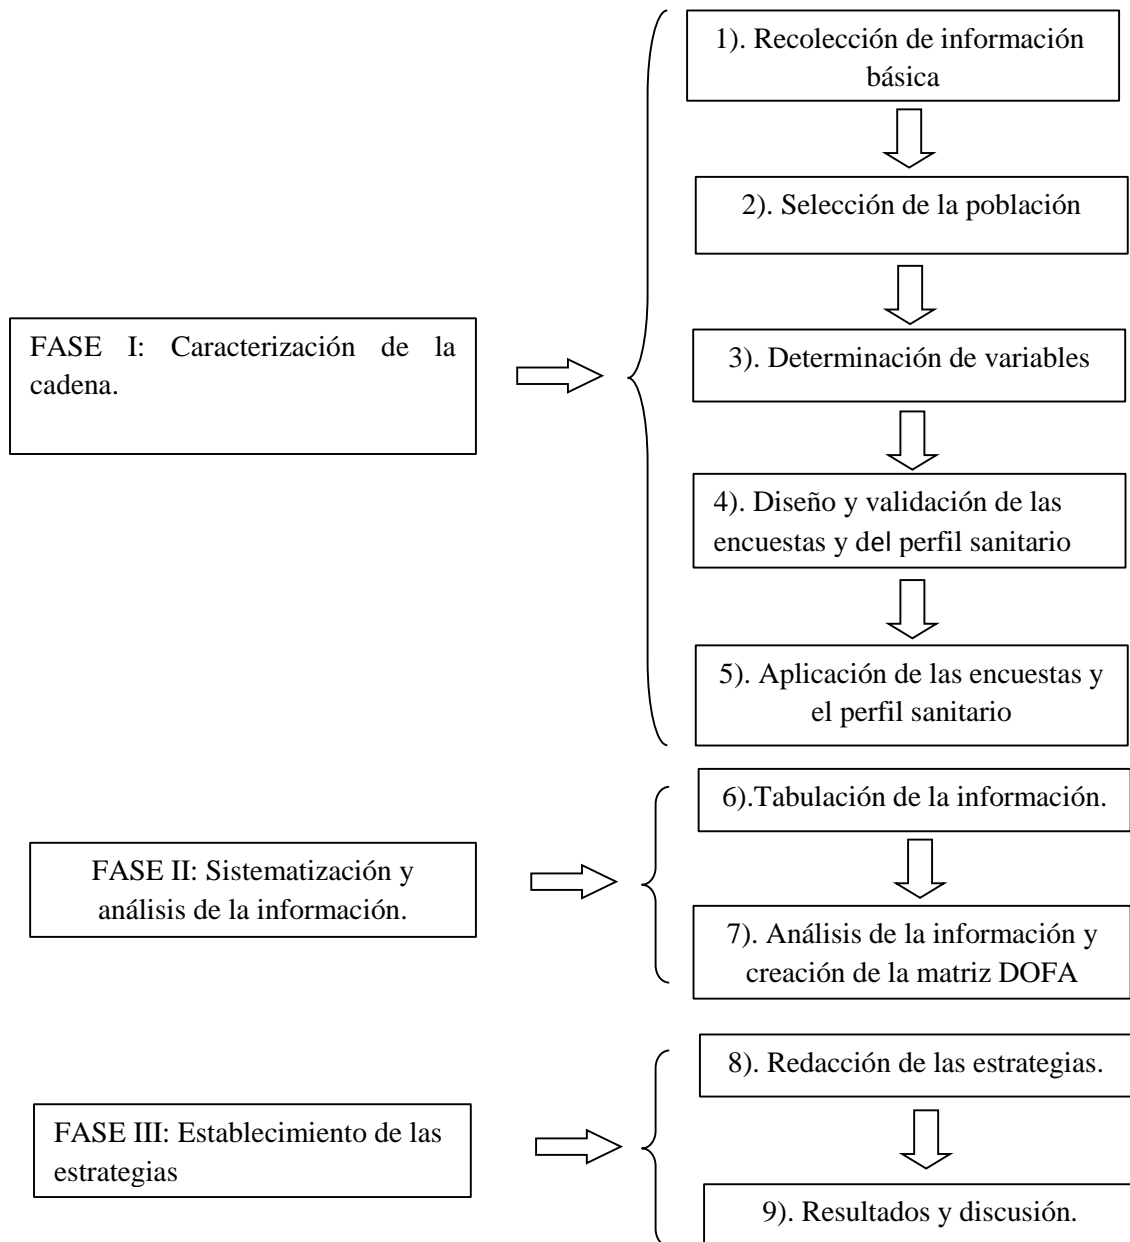 1). Recolección de información
básica
2). Selección de la población
FASE I: Caracterización de la
cadena.
3). Determinación de variables
4). Diseño y validación de las
encuestas y del perfil sanitario
5). Aplicación de las encuestas y
el perfil sanitario
6).Tabulación de la información.
FASE II: Sistematización y
análisis de la información.
7). Análisis de la información y
creación de la matriz DOFA
8). Redacción de las estrategias.
FASE III: Establecimiento de las
estrategias
9). Resultados y discusión.